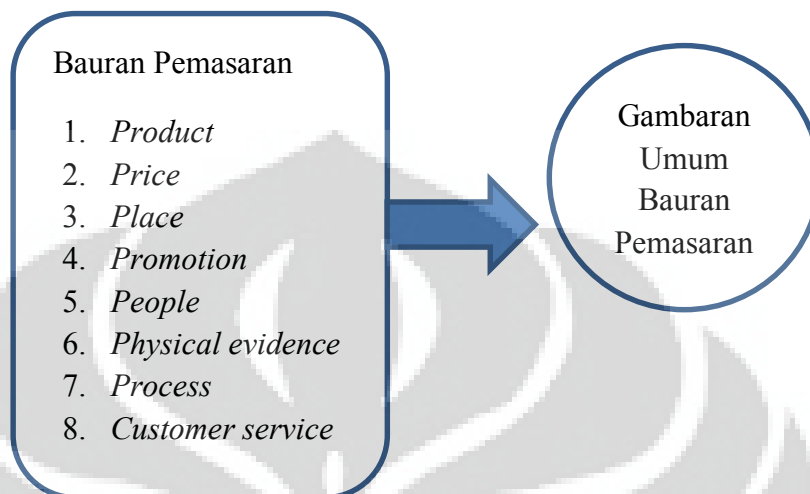 Bauran Pemasaran
1. Product
2. Price
3. Place
4. Promotion
5. People
6. Physical evidence
7. Process
8. Customer service
Gambaran
Umum
Bauran
Pemasaran